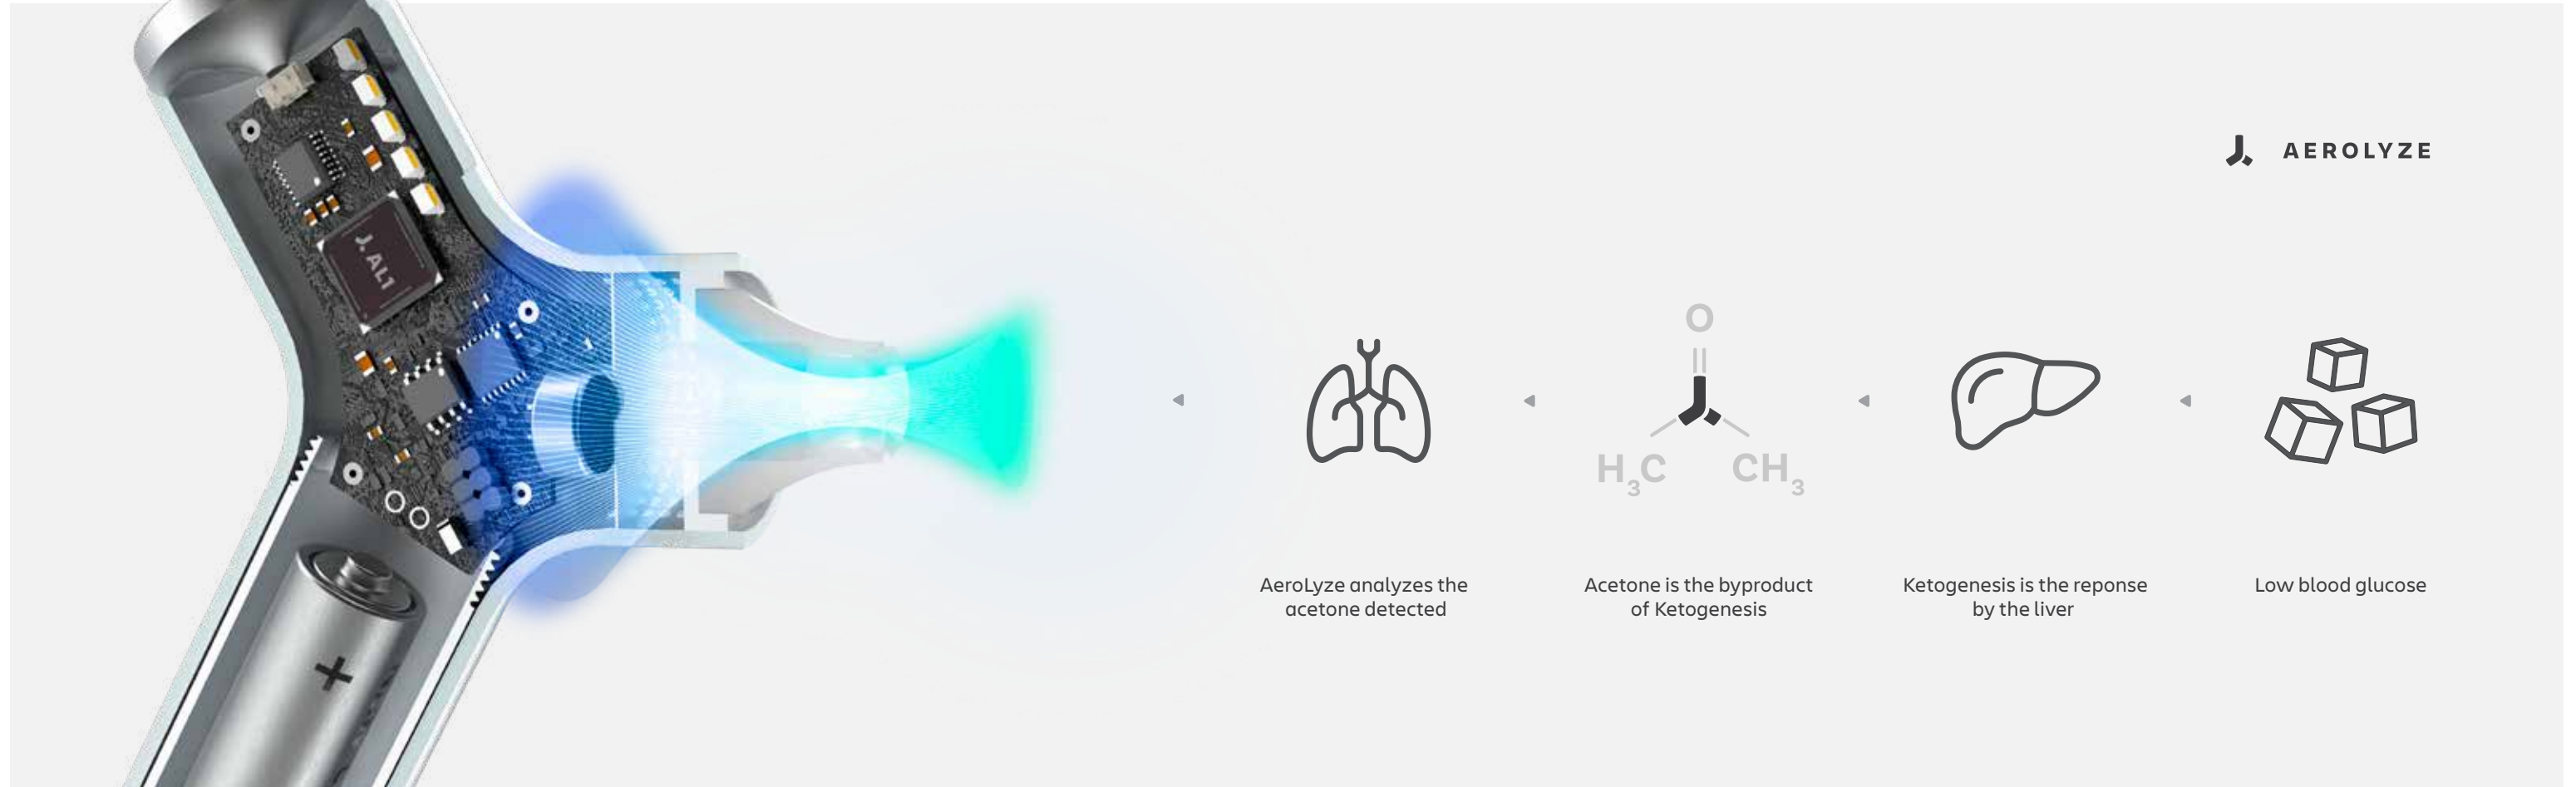 AEROLYZE
J. AL1
O
H3C
CH3
+
AeroLyze analyzes the
acetone detected
Acetone is the byproduct
of Ketogenesis
Ketogenesis is the reponse
by the liver
Low blood glucose